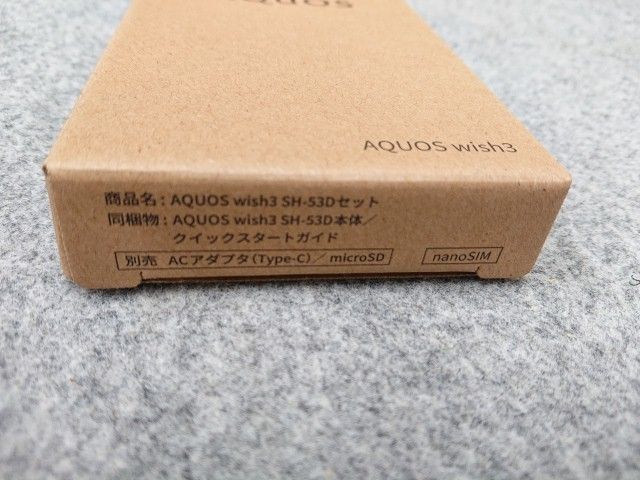 AQUOS
AQUOS wish3
商品名：AQUOS wish3 SH-53Dセット
同梱物：AQUOS wish3 SH-53D本体／
クイックスタートガイド
別売 ACアダプタ(Type-C)／microSD
nanoSIM